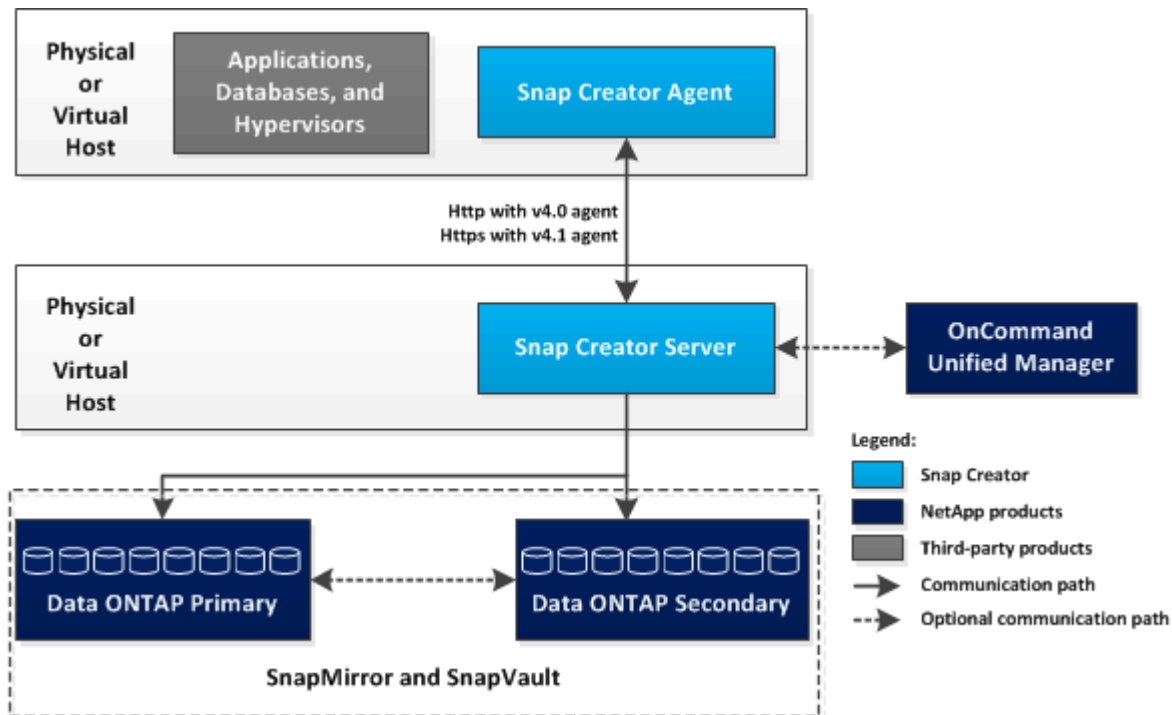 Physical
or
Virtual
Host
Applications,
Databases, and
Hypervisors
Snap Creator Agent
Http with v4.0 agent
Https with v4.1 agent
Physical
or
Virtual
Host
Snap Creator Server
OnCommand
Unified Manager
Legend:
Snap Creator
NetApp products
Third-party products
Communication path
Optional communication path
Data ONTAP Primary
Data ONTAP Secondary
SnapMirror and SnapVault